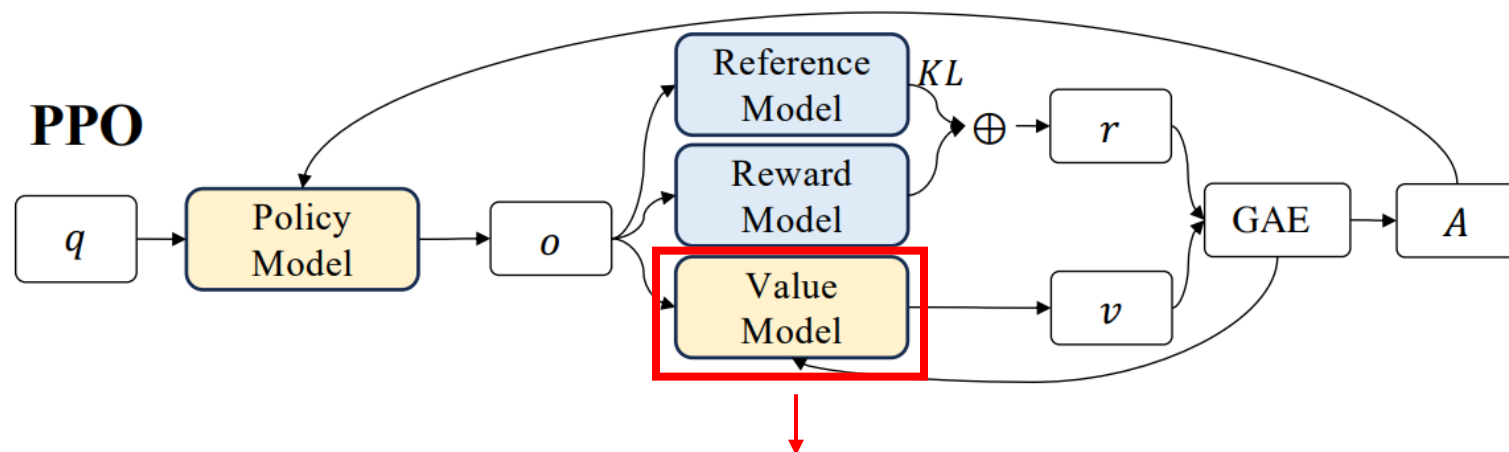 PPO
q
Policy
Model
o
Reference
Model
KL
Reward
Model
Value
Model
⊕
r
v
GAE
A